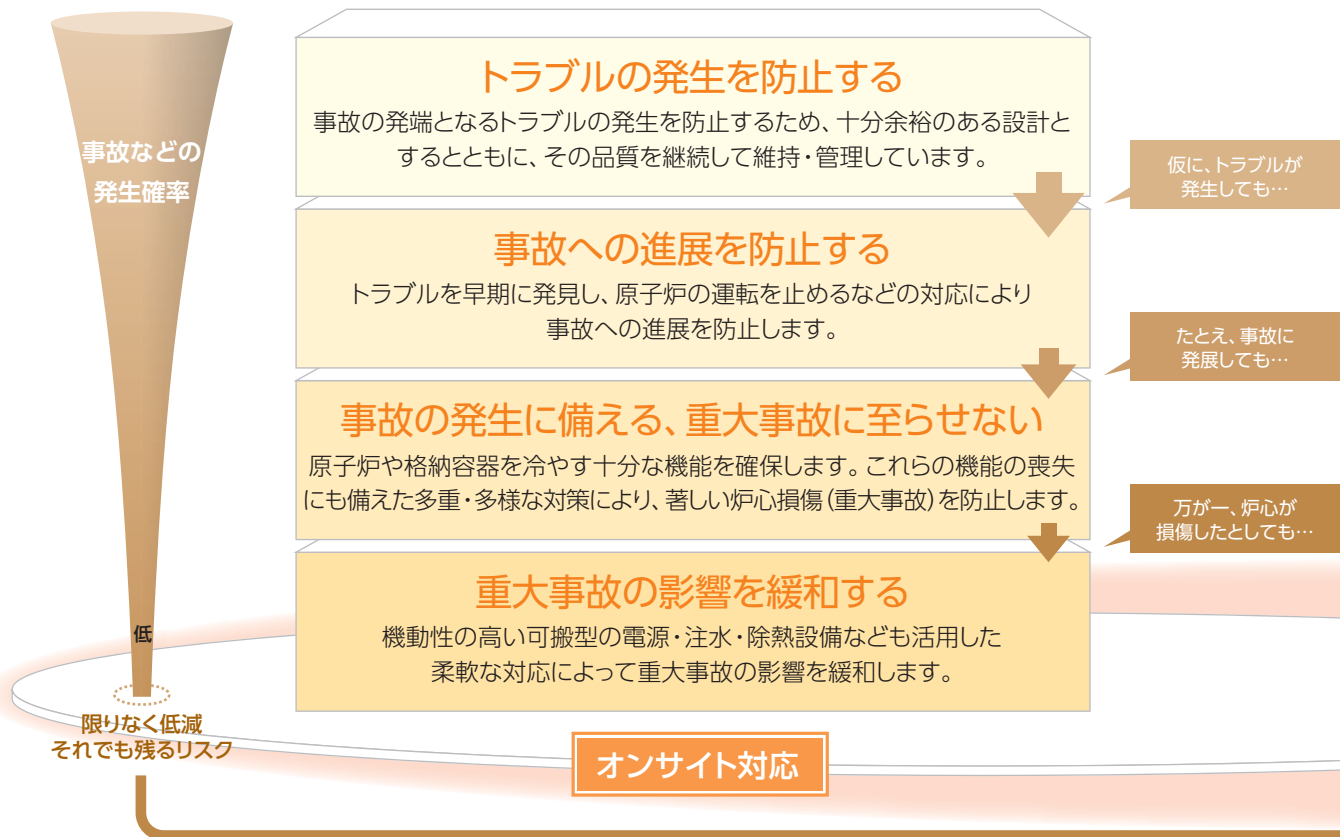 トラブルの発生を防止する
事故の発端となるトラブルの発生を防止するため、十分余裕のある設計と
するとともに、その品質を継続して維持・管理しています。
事故などの
発生確率
仮に、トラブルが
発生しても…
事故への進展を防止する
トラブルを早期に発見し、原子炉の運転を止めるなどの対応により
事故への進展を防止します。
たとえ、事故に
発展しても…
事故の発生に備える、重大事故に至らせない
原子炉や格納容器を冷やす十分な機能を確保します。これらの機能の喪失
にも備えた多重・多様な対策により、著しい炉心損傷(重大事故)を防止します。
万が一、炉心が
損傷したとしても…
重大事故の影響を緩和する
機動性の高い可搬型の電源・注水・除熱設備なども活用した
柔軟な対応によって重大事故の影響を緩和します。
低
限りなく低減
それでも残るリスク
オンサイト対応